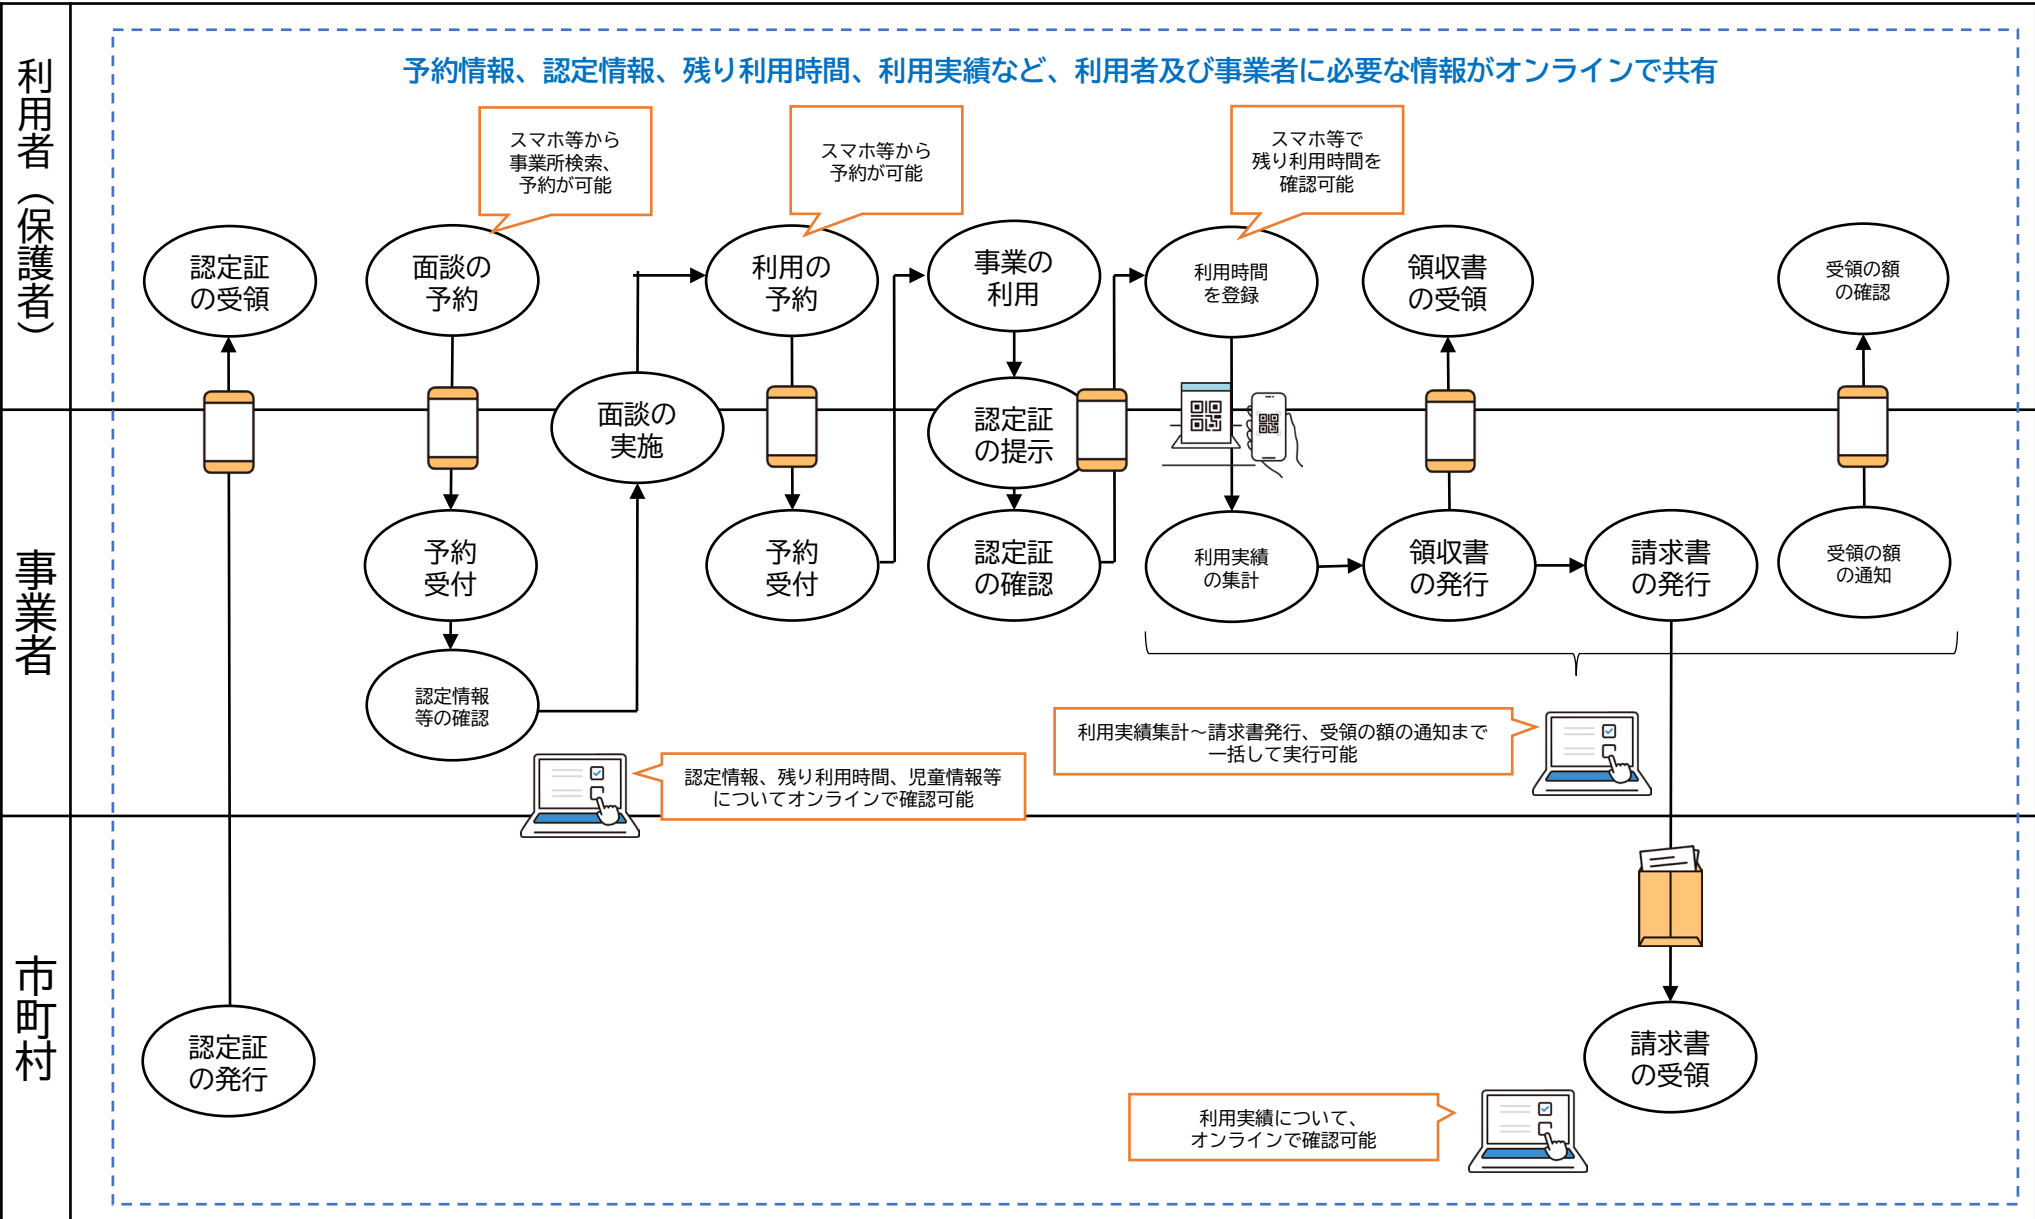 利用者（保護者）
予約情報、認定情報、残り利用時間、利用実績など、利用者及び事業者に必要な情報がオンラインで共有
スマホ等から
事業所検索、
予約が可能
スマホ等から
予約が可能
スマホ等で
残り利用時間を
確認可能
認定証
の受領
面談の
予約
利用の
予約
事業の
利用
利用時間
を登録
領収書
の受領
受領の額
の確認
面談の
実施
認定証
の提示
事業者
予約
受付
予約
受付
認定証
の確認
利用実績
の集計
領収書
の発行
請求書
の発行
受領の額
の通知
認定情報
等の確認
認定情報、残り利用時間、児童情報等
についてオンラインで確認可能
利用実績集計～請求書発行、受領の額の通知まで
一括して実行可能
市町村
認定証
の発行
請求書
の受領
利用実績について、
オンラインで確認可能